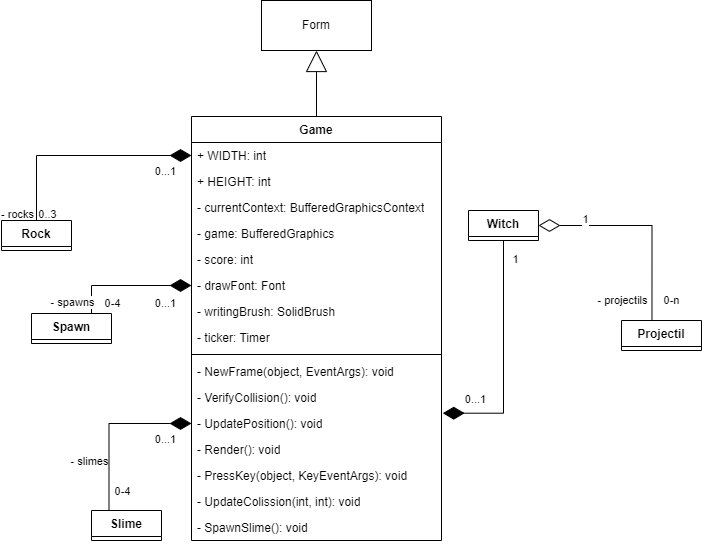 Form
Game
+ WIDTH: int
+ HEIGHT: int
- currentContext: BufferedGraphicsContext
- game: BufferedGraphics
- score: int
- drawFont: Font
- writingBrush: SolidBrush
- ticker: Timer
- NewFrame(object, EventArgs): void
- VerifyCollision(): void
- UpdatePosition(): void
- Render(): void
- PressKey(object, KeyEventArgs): void
- UpdateColission(int, int): void
- SpawnSlime(): void
0...1
- rocks 0..3
Rock
0...1
- spawns 0-4
Spawn
0...1
- slimes
0-4
Slime
Witch
1
1
0...1
- projectils 0-n
Projectil